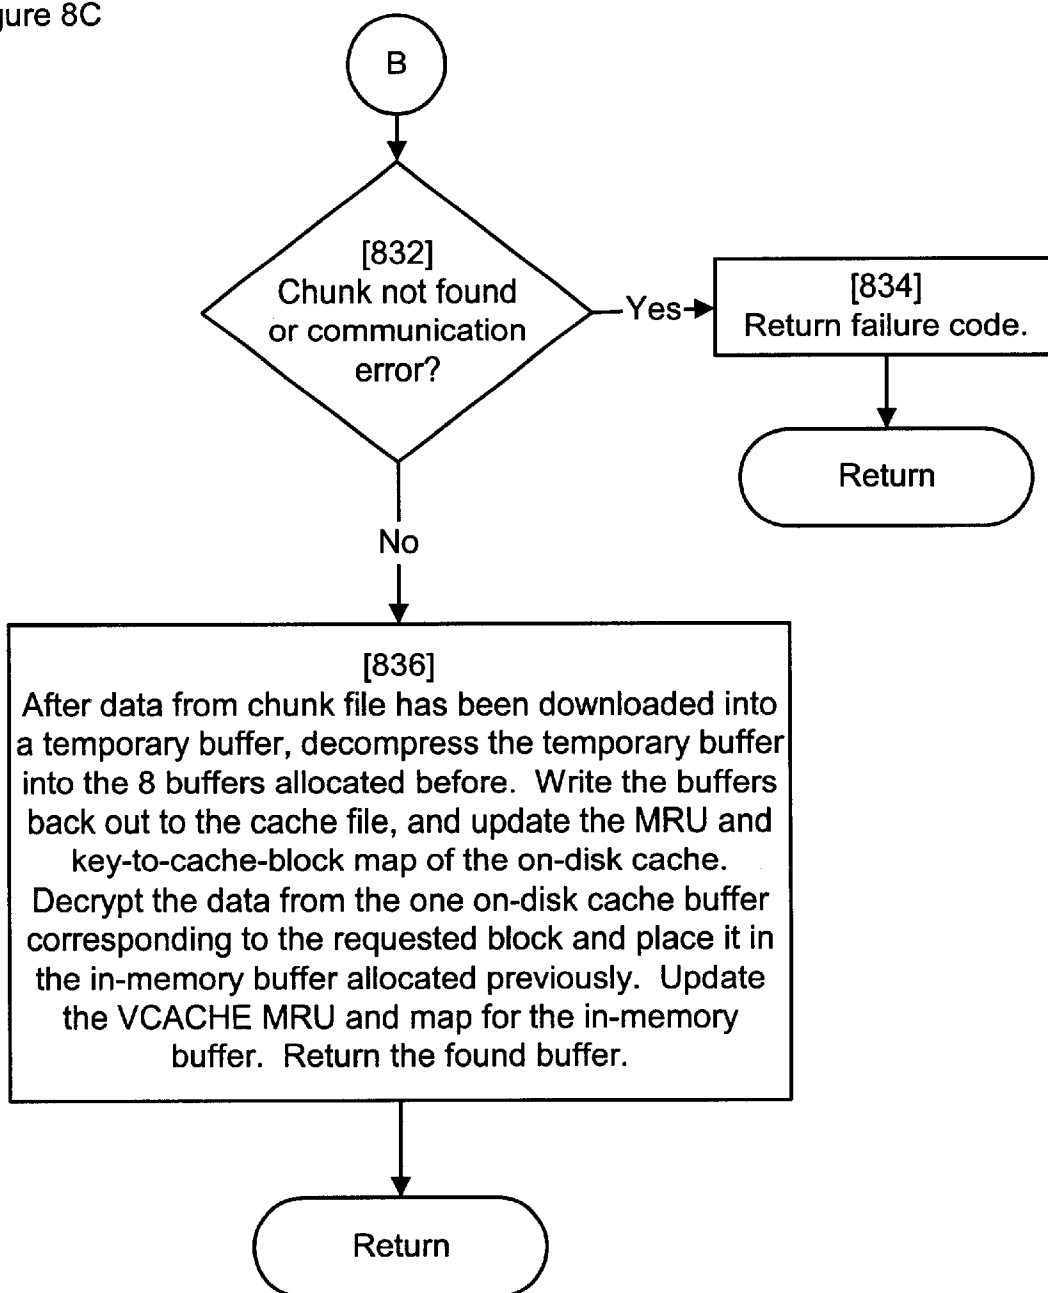 gure 8C
B
[832]
Chunk not found
or communication
error?
Yes
[834]
Return failure code.
Return
No
[836]
After data from chunk file has been downloaded into
a temporary buffer, decompress the temporary buffer
into the 8 buffers allocated before. Write the buffers
back out to the cache file, and update the MRU and
key-to-cache-block map of the on-disk cache.
Decrypt the data from the one on-disk cache buffer
corresponding to the requested block and place it in
the in-memory buffer allocated previously. Update
the VCACHE MRU and map for the in-memory
buffer. Return the found buffer.
Return